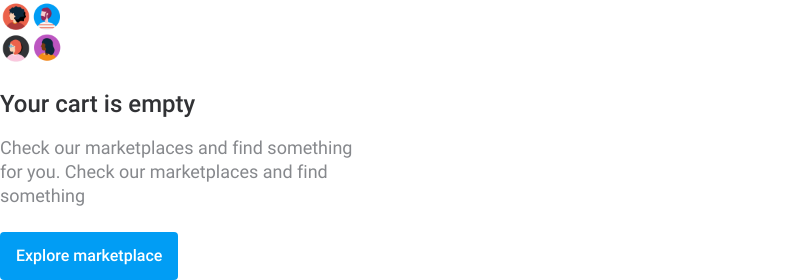 Your cart is empty
Check our marketplaces and find something
for you. Check our marketplaces and find
something
Explore marketplace